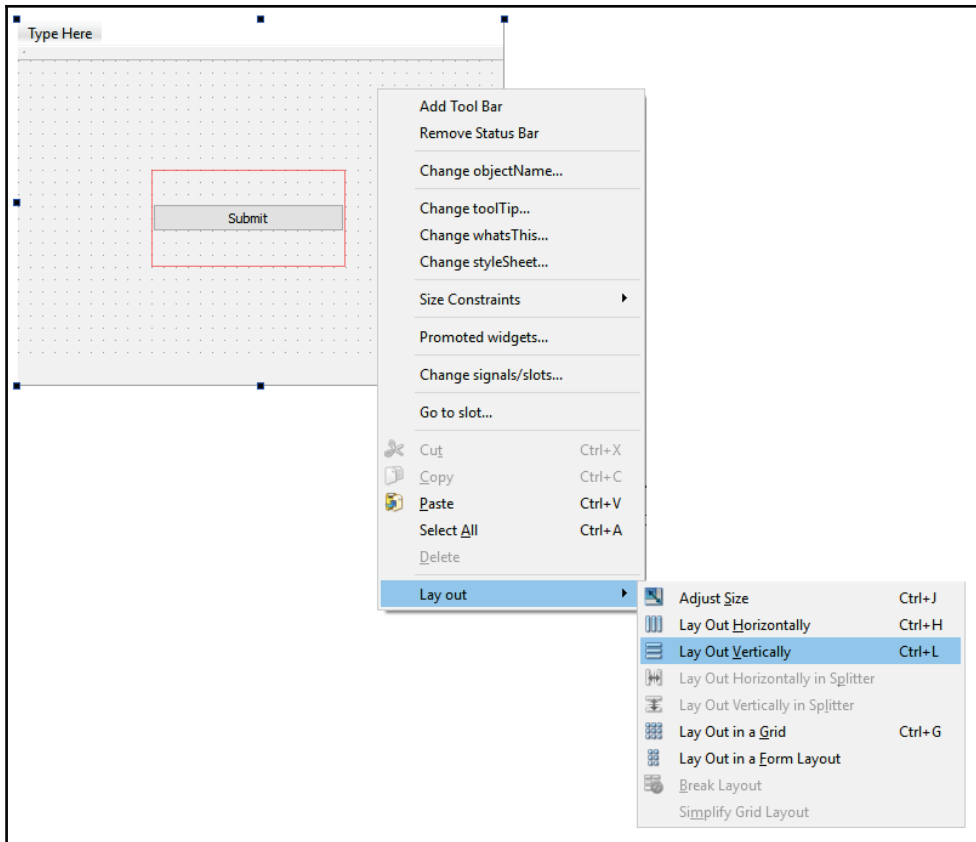 Type Here
Submit
Add Tool Bar
Remove Status Bar
Change objectName...
Change toolTip...
Change whatsThis...
Change styleSheet...
Size Constraints
Promoted widgets...
Change signals/slots...
Go to slot...
Cut Ctrl+X
Copy Ctrl+C
Paste Ctrl+V
Select All Ctrl+A
Delete
Lay out
Adjust Size Ctrl+J
Lay Out Horizontally Ctrl+H
Lay Out Vertically Ctrl+L
Lay Out Horizontally in Splitter
Lay Out Vertically in Splitter
Lay Out in a Grid Ctrl+G
Lay Out in a Form Layout
Break Layout
Simplify Grid Layout